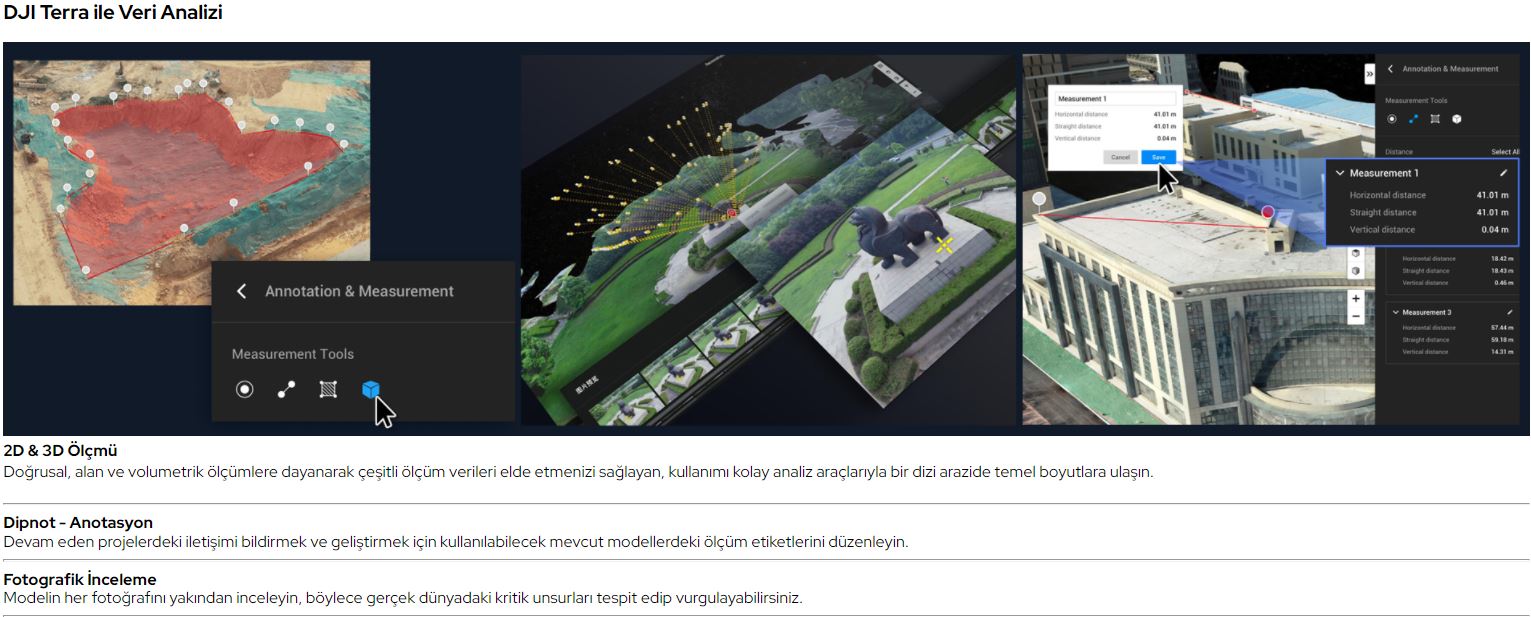 DJI Terra ile Veri Analizi
Annotation & Measurement
Measurement Tools
图片预览
Measurement 1
Horizontal distance 41.01 m
Straight distance 41.01 m
Vertical distance 0.04 m
Cancel Save
Annotation & Measurement
Measurement Tools
Distance Select All
Measurement 1
Horizontal distance 41.01 m
Straight distance 41.01 m
Vertical distance 0.04 m
Horizontal distance 18.42 m
Straight distance 18.43 m
Vertical distance 0.46 m
Measurement 3
Horizontal distance 57.44 m
Straight distance 59.18 m
Vertical distance 14.31 m
2D & 3D Ölçmü
Doğrusal, alan ve volumetrik ölçümlere dayanarak çeşitli ölçüm verileri elde etmenizi sağlayan, kullanımı kolay analiz araçlarıyla bir dizi arazide temel boyutlara ulaşın.
Dipnot - Anotasyon
Devam eden projelerdeki iletişimi bildirmek ve geliştirmek için kullanılabilecek mevcut modellerdeki ölçüm etiketlerini düzenleyin.
Fotografik İnceleme
Modelin her fotoğrafını yakından inceleyin, böylece gerçek dünyadaki kritik unsurları tespit edip vurgulayabilirsiniz.